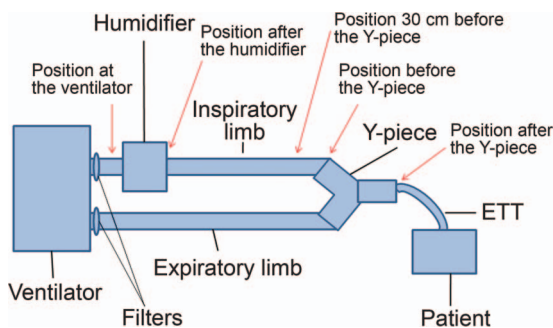 Humidifier
Position at
the ventilator
Position after
the humidifier
Position 30 cm before
the Y-piece
Position before
the Y-piece
Inspiratory
limb
Y-piece
Position after
the Y-piece
ETT
Expiratory limb
Ventilator
Filters
Patient